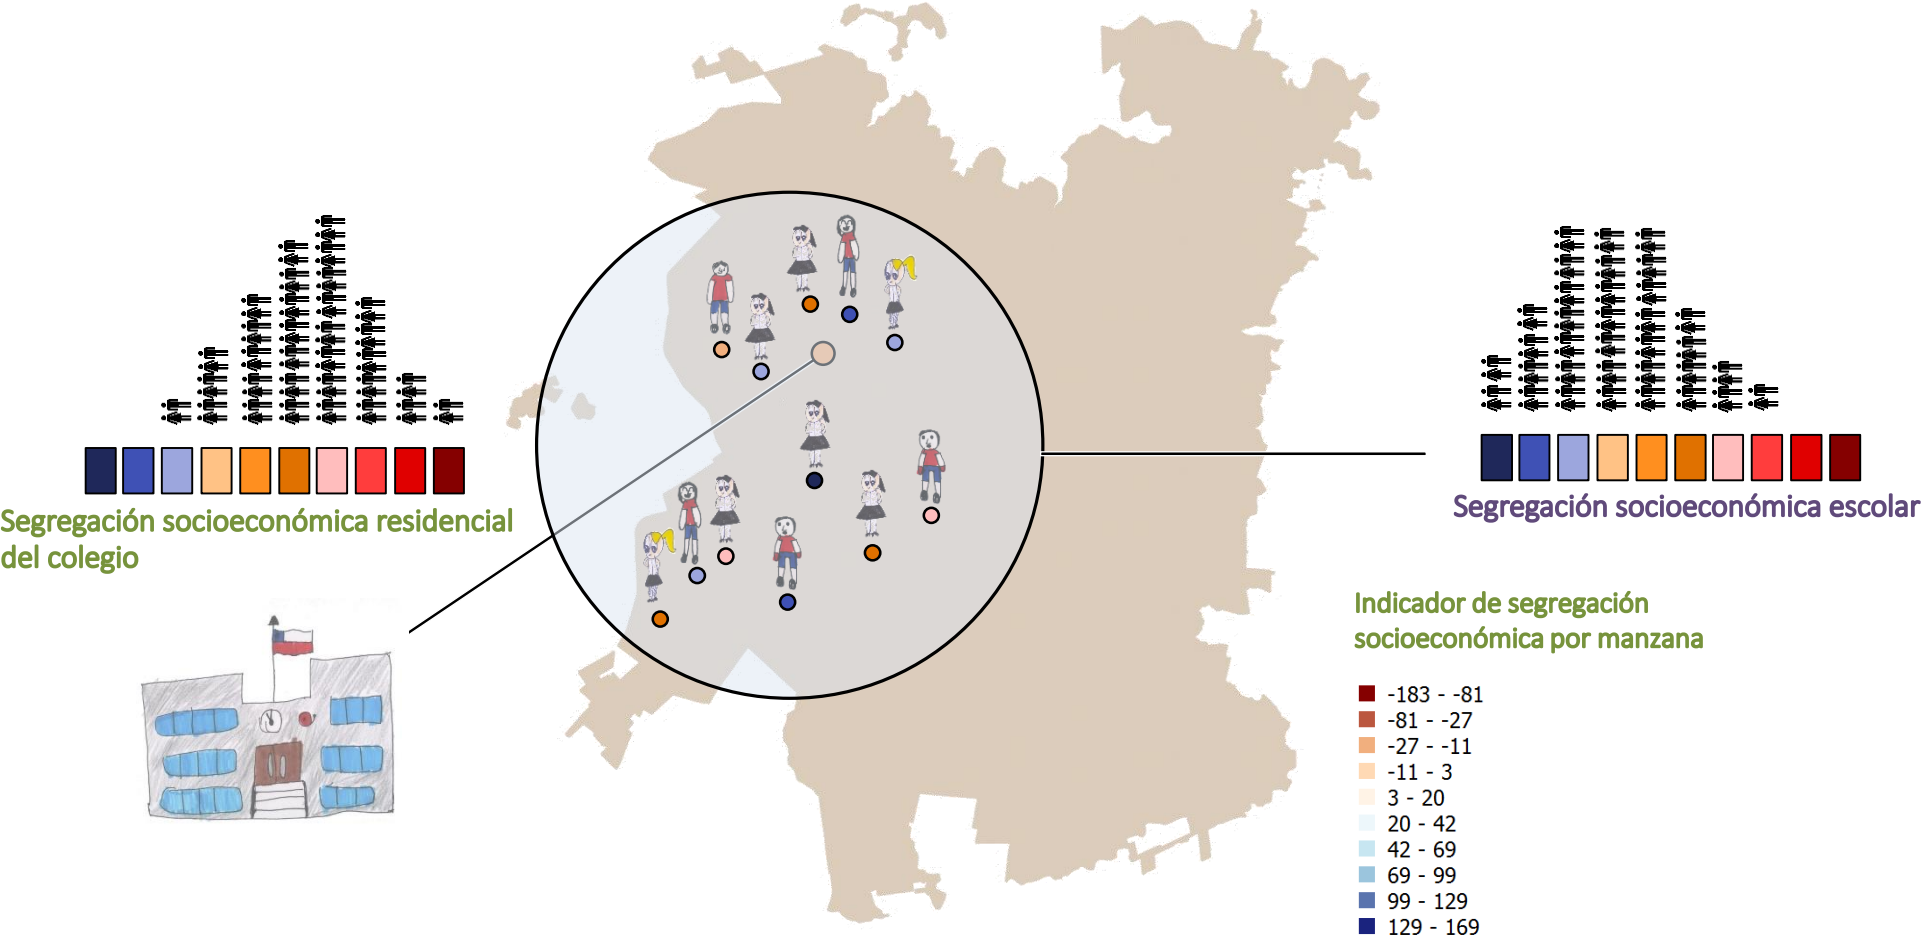 Segregación socioeconómica residencial
del colegio
Segregación socioeconómica escolar
Indicador de segregación
socioeconómica por manzana
-183 - -81
-81 - -27
-27 - -11
-11 - 3
3 - 20
20 - 42
42 - 69
69 - 99
99 - 129
129 - 169